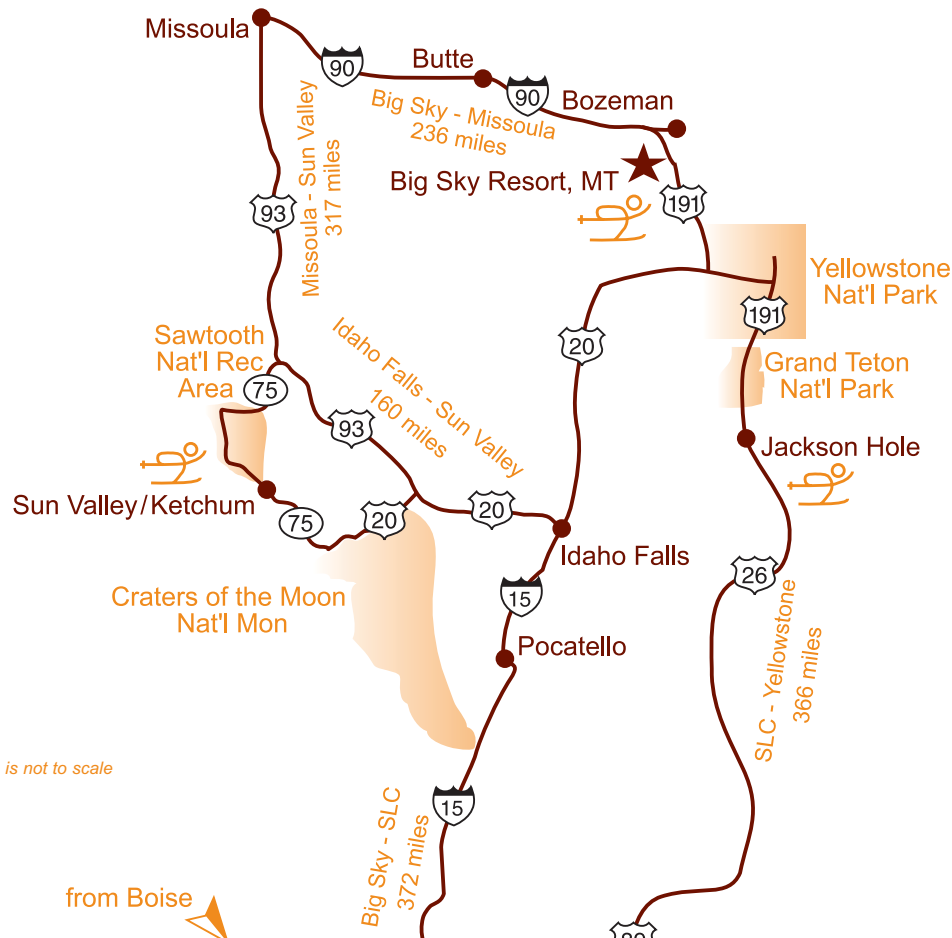 Missoula
90
Butte
90
Bozeman
Big Sky - Missoula
236 miles
Missoula - Sun Valley
317 miles
Big Sky Resort, MT
93
191
Yellowstone
Nat'l Park
191
Sawtooth
Nat'l Rec
Area
75
Idaho Falls - Sun Valley
160 miles
20
Grand Teton
Nat'l Park
93
Jackson Hole
Sun Valley/Ketchum
75
20
20
Idaho Falls
26
15
Craters of the Moon
Nat'l Mon
Pocatello
SLC - Yellowstone
366 miles
is not to scale
15
Big Sky - SLC
372 miles
from Boise